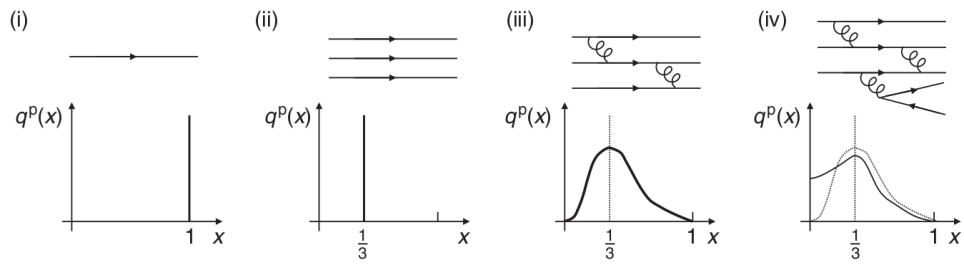 (i) (ii) (iii) (iv)
qᵖ(x) qᵖ(x) qᵖ(x) qᵖ(x)
1 x 1/3 x 1/3 1 x 1/3 1 x